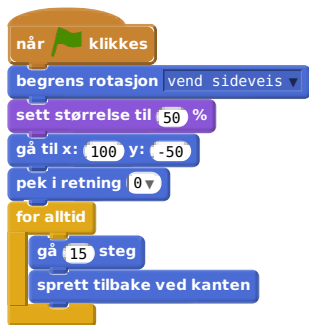 når klikkes
begrens rotasjon vend sideveis ▼
sett størrelse til 50 %
gå til x: 100 y: -50
pek i retning 0▼
for alltid
gå 15 steg
sprett tilbake ved kanten